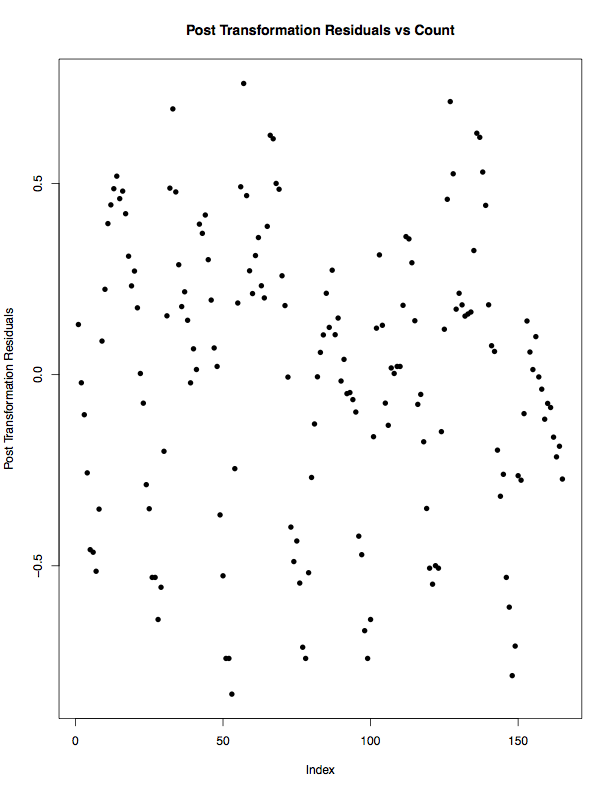 Post Transformation Residuals vs Count
Post Transformation Residuals
0.5
0.0
−0.5
0 50 100 150
Index